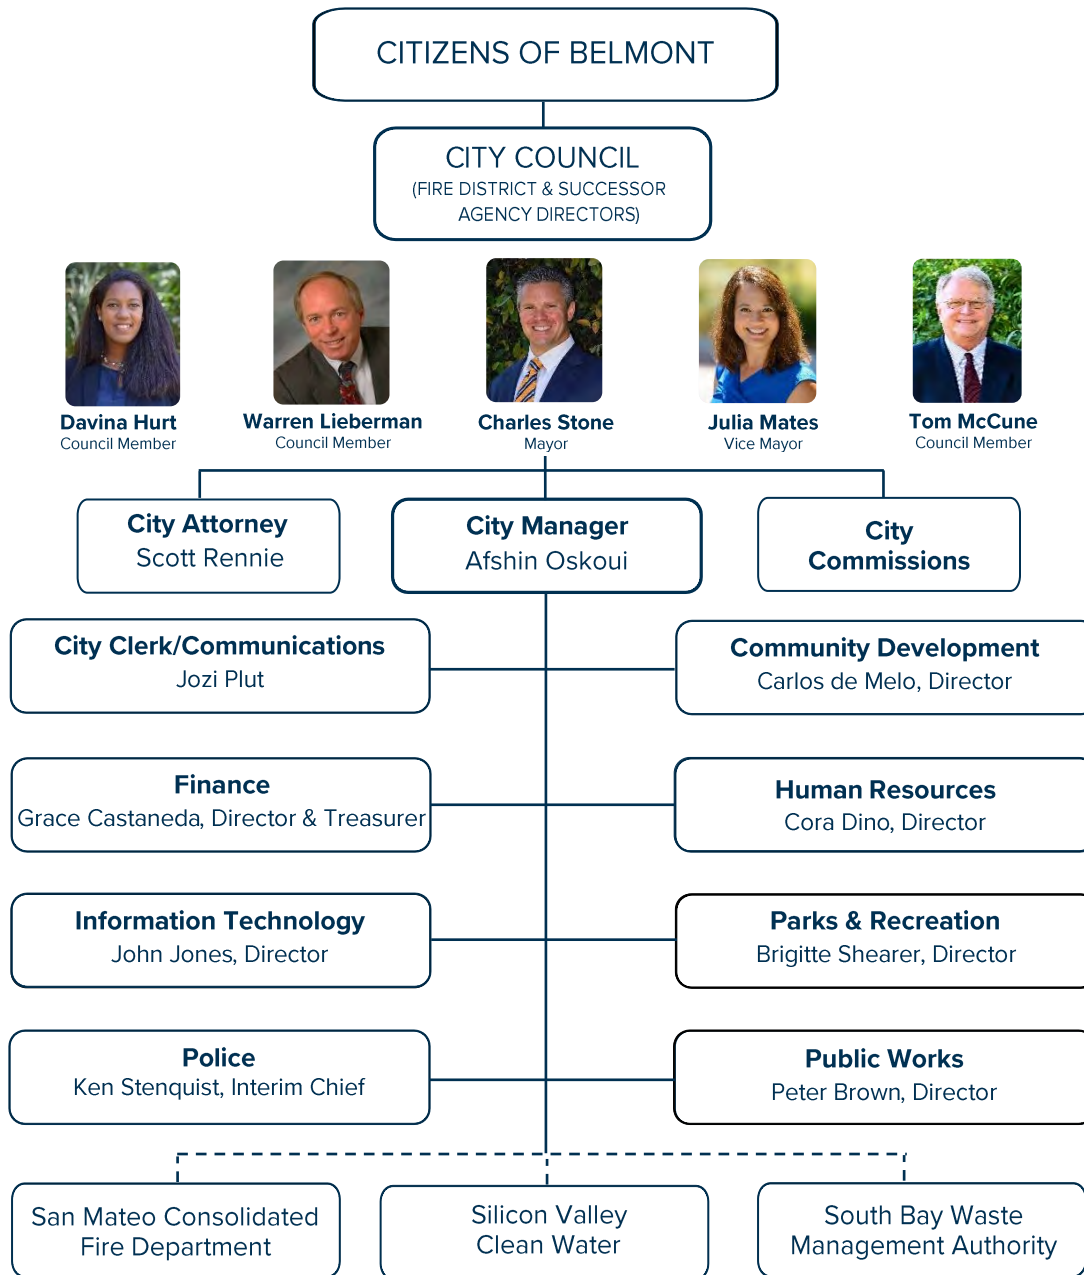 CITIZENS OF BELMONT
CITY COUNCIL
(FIRE DISTRICT & SUCCESSOR
AGENCY DIRECTORS)
Davina Hurt
Council Member
Warren Lieberman
Council Member
Charles Stone
Mayor
Julia Mates
Vice Mayor
Tom McCune
Council Member
City Attorney
Scott Rennie
City Manager
Afshin Oskoui
City
Commissions
City Clerk/Communications
Jozi Plut
Community Development
Carlos de Melo, Director
Finance
Grace Castaneda, Director & Treasurer
Human Resources
Cora Dino, Director
Information Technology
John Jones, Director
Parks & Recreation
Brigitte Shearer, Director
Police
Ken Stenquist, Interim Chief
Public Works
Peter Brown, Director
San Mateo Consolidated
Fire Department
Silicon Valley
Clean Water
South Bay Waste
Management Authority